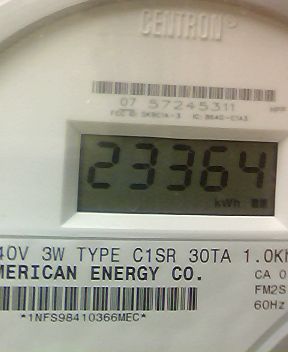 CENTRON
07 57245311
23364
kWh
40V 3W TYPE C1SR 30TA 1.0Kh
MERICAN ENERGY CO.
CA 0
FM2S
60Hz
*1NFS98410366MEC*